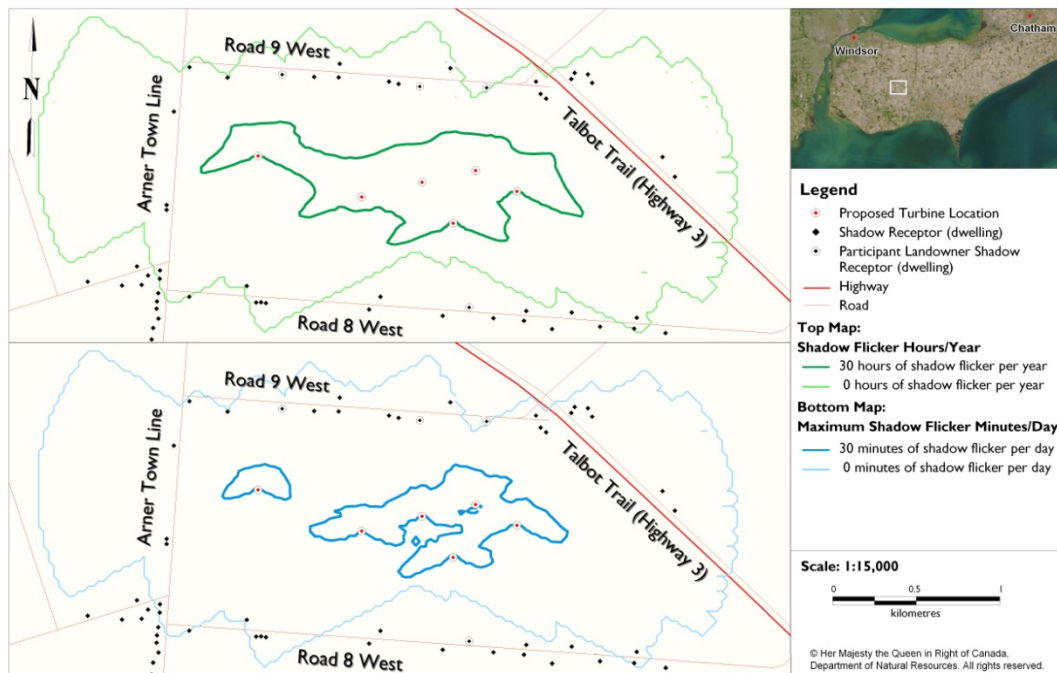 Road 9 West
N
Arner Town Line
Talbot Trail (Highway 3)
Road 8 West
Road 9 West
Arner Town Line
Talbot Trail (Highway 3)
Road 8 West
Chatham
Windsor
Legend
Proposed Turbine Location
Shadow Receptor (dwelling)
Participant Landowner Shadow
Receptor (dwelling)
Highway
Road
Top Map:
Shadow Flicker Hours/Year
30 hours of shadow flicker per year
0 hours of shadow flicker per year
Bottom Map:
Maximum Shadow Flicker Minutes/Day
30 minutes of shadow flicker per day
0 minutes of shadow flicker per day
Scale: 1:15,000
0 0.5 1
kilometres
© Her Majesty the Queen in Right of Canada,
Department of Natural Resources. All rights reserved.